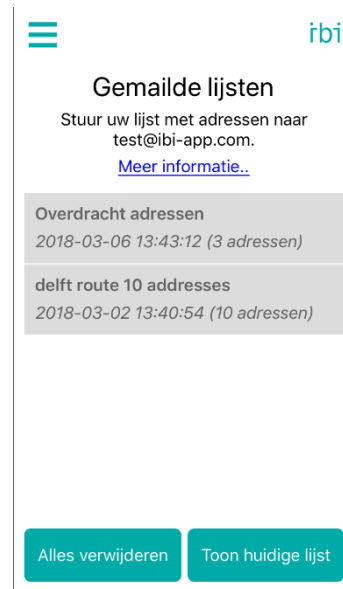 rbi
Gemailde lijsten
Stuur uw lijst met adressen naar
test@ibi-app.com.
Meer informatie..
Overdracht adressen
2018-03-06 13:43:12 (3 adressen)
delft route 10 addresses
2018-03-02 13:40:54 (10 adressen)
Alles verwijderen
Toon huidige lijst